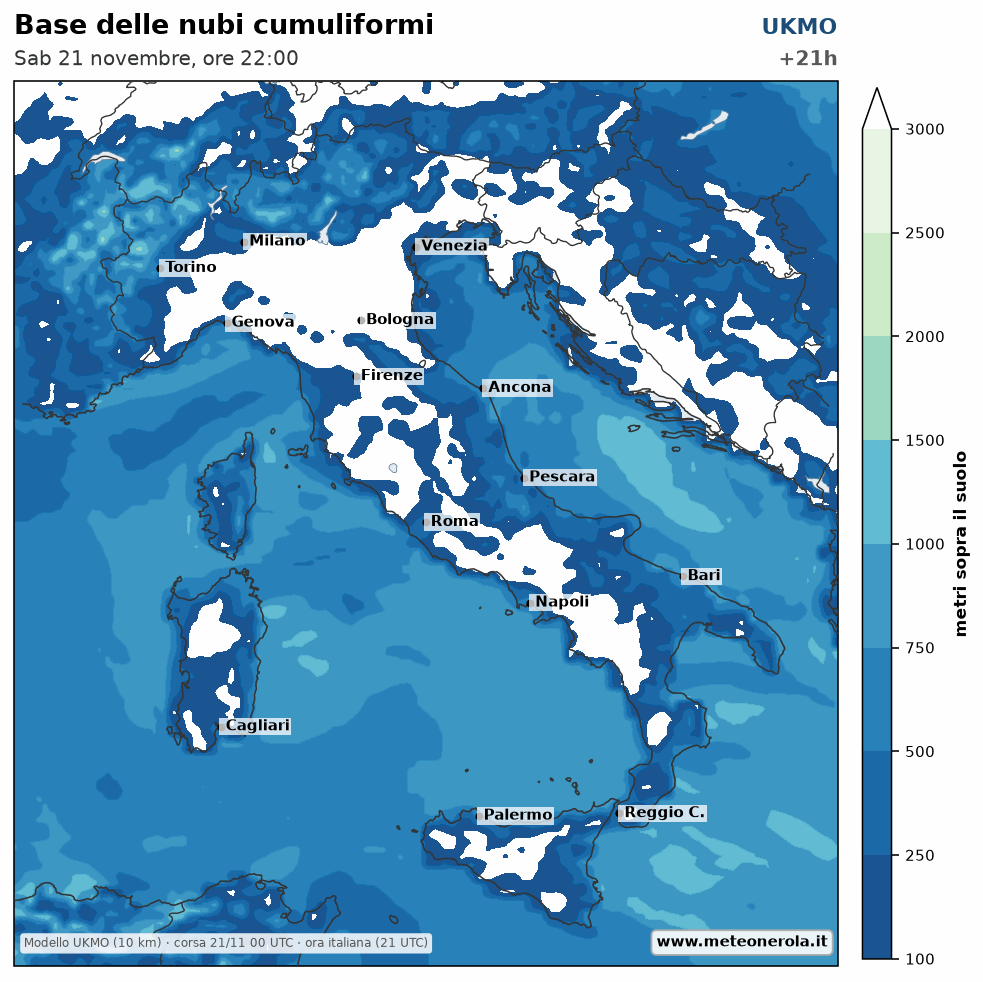 Base delle nubi cumuliformi
UKMO
Sab 21 novembre, ore 22:00
+21h
Milano
Venezia
Torino
Genova
Bologna
Firenze
Ancona
Pescara
Roma
Bari
Napoli
Cagliari
Palermo
Reggio C.
3000
2500
2000
1500
1000
750
500
250
100
metri sopra il suolo
Modello UKMO (10 km) · corsa 21/11 00 UTC · ora italiana (21 UTC)
www.meteonerola.it